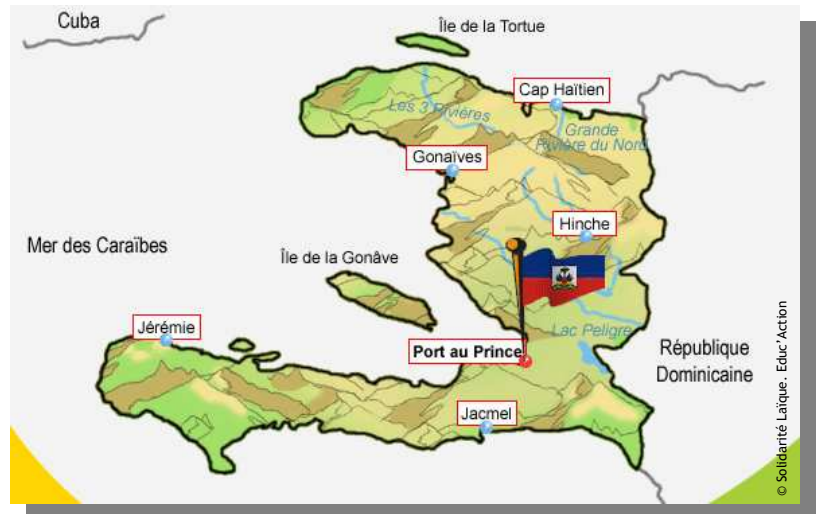 Cuba
Île de la Tortue
Cap Haïtien
Les 3 Rivières
Grande
Rivière du Nord
Gonaïves
Hinche
Mer des Caraïbes
Île de la Gonâve
Jérémie
Lac Peligre
Port au Prince
République
Dominicaine
Jacmel
© Solidarité Laïque. Educ'Action